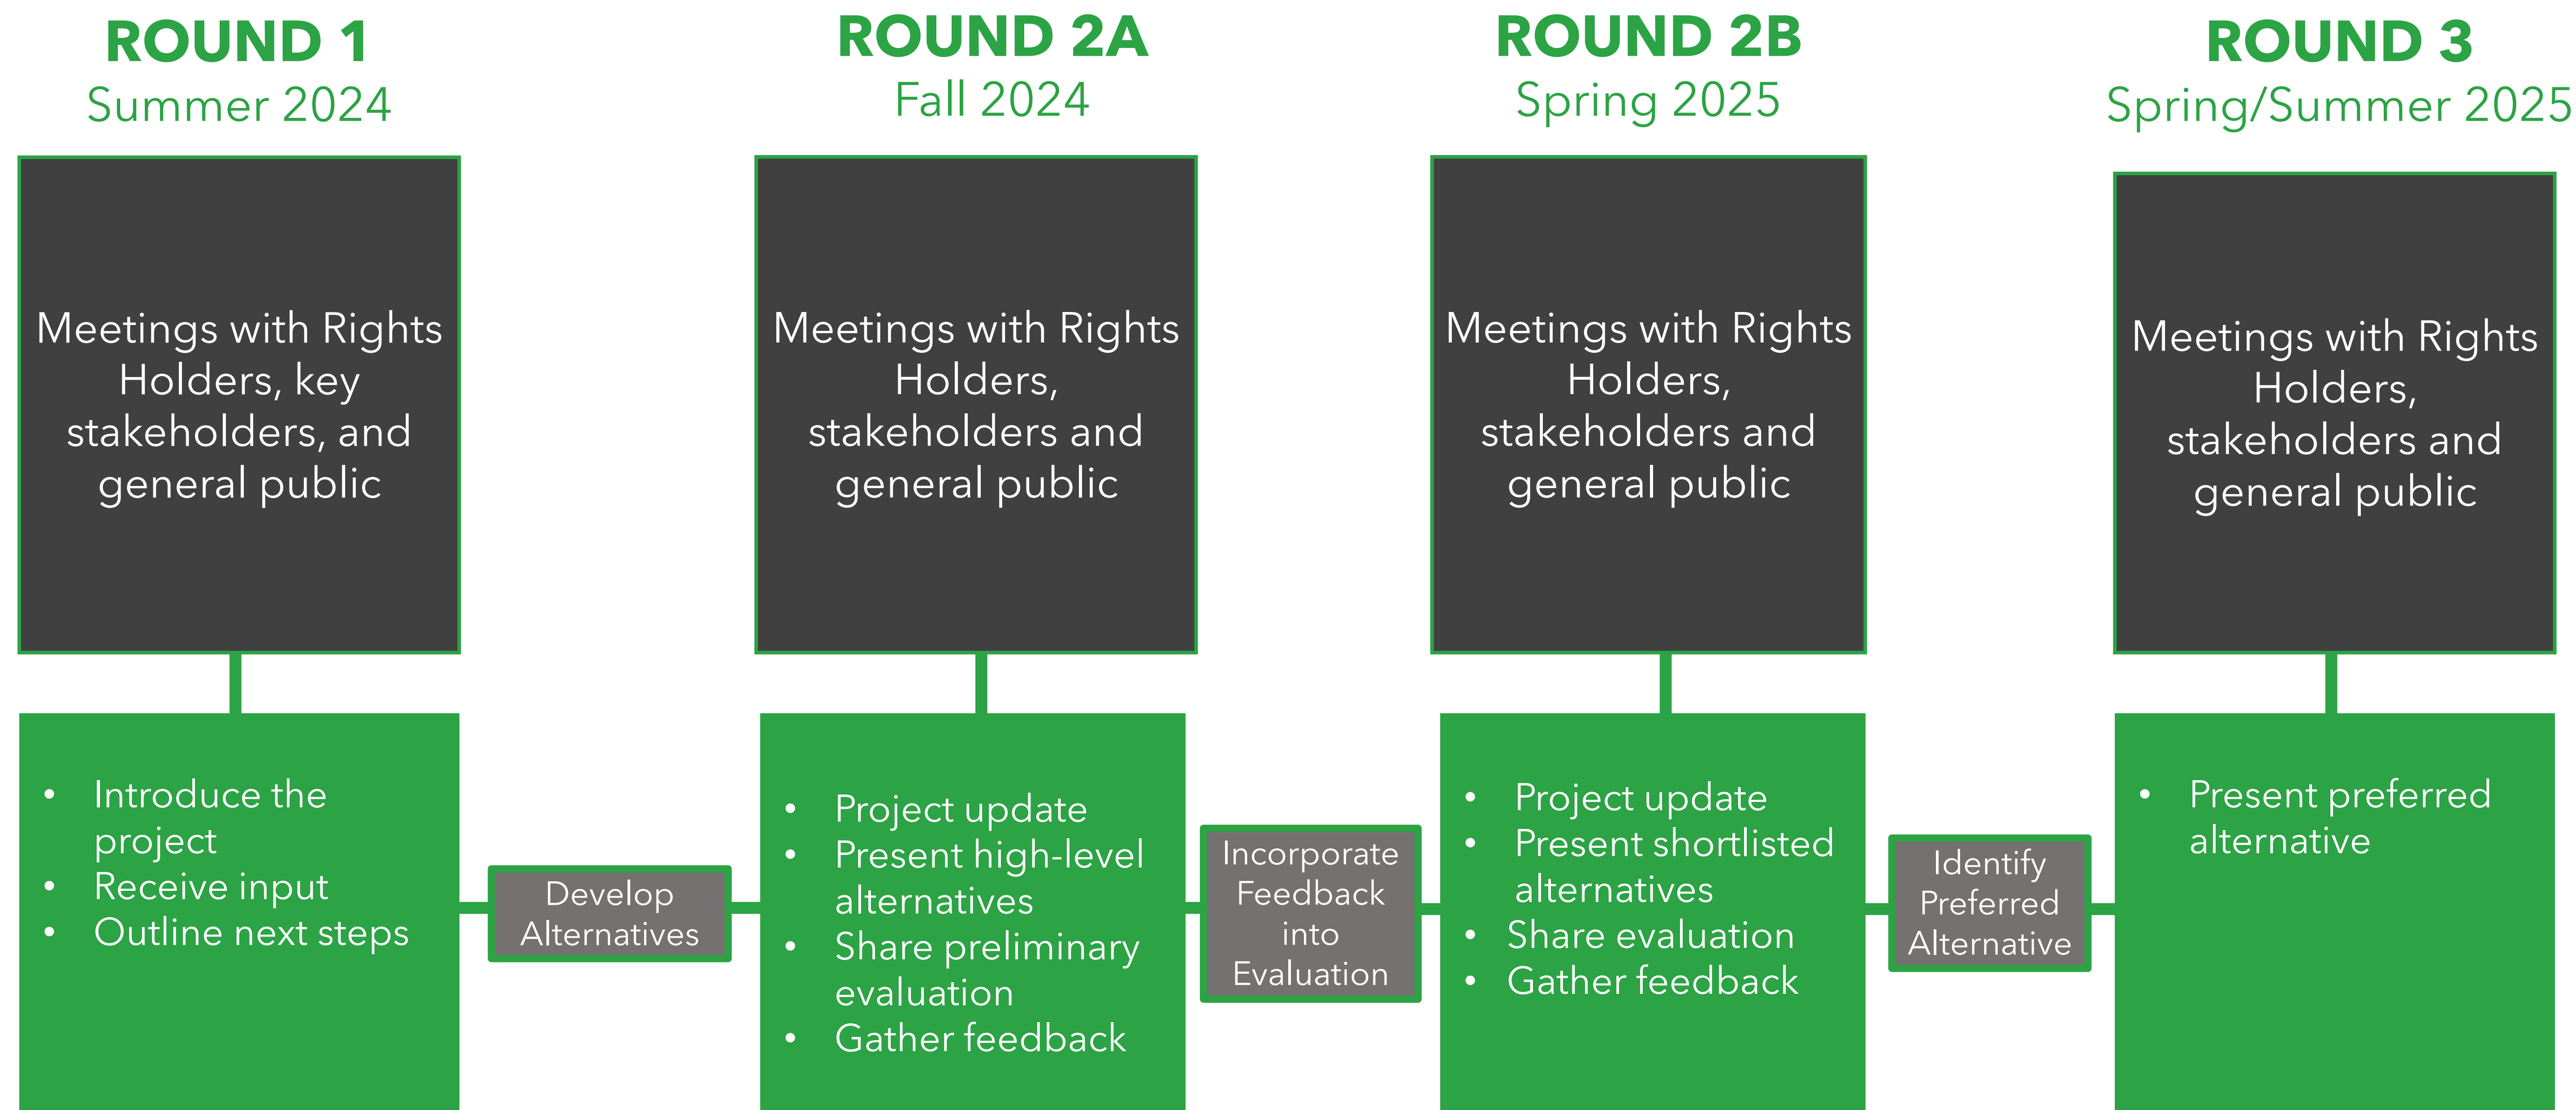 ROUND 1
Summer 2024
Meetings with Rights
Holders, key
stakeholders, and
general public
• Introduce the
project
• Receive input
• Outline next steps
Develop
Alternatives
ROUND 2A
Fall 2024
Meetings with Rights
Holders,
stakeholders and
general public
• Project update
• Present high-level
alternatives
• Share preliminary
evaluation
• Gather feedback
Incorporate
Feedback
into
Evaluation
ROUND 2B
Spring 2025
Meetings with Rights
Holders,
stakeholders and
general public
• Project update
• Present shortlisted
alternatives
• Share evaluation
• Gather feedback
Identify
Preferred
Alternative
ROUND 3
Spring/Summer 2025
Meetings with Rights
Holders,
stakeholders and
general public
• Present preferred
alternative